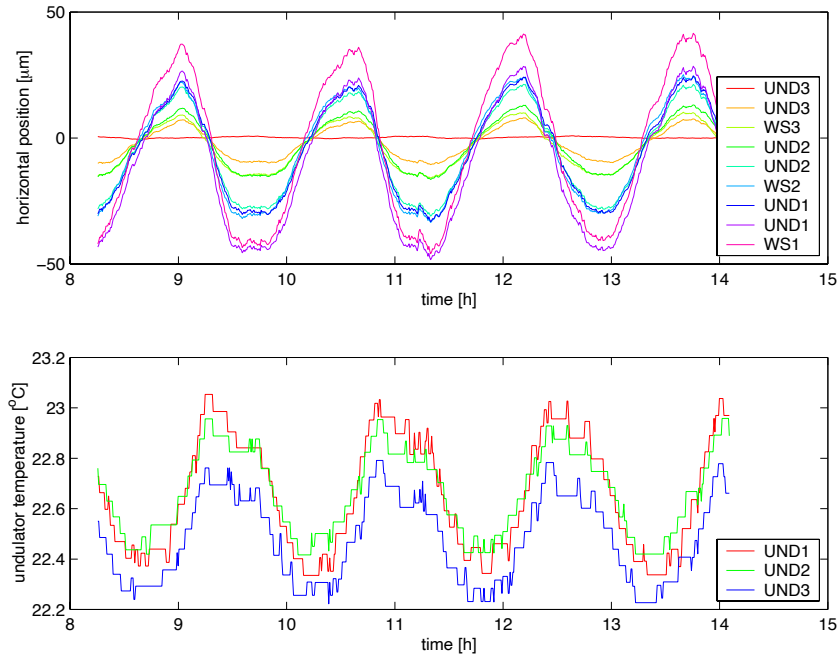 50
0
−50
8
9
10
11
12
13
14
15
time [h]
horizontal position [μm]
UND3
UND3
WS3
UND2
UND2
WS2
UND1
UND1
WS1
23.2
23
22.8
22.6
22.4
22.2
8
9
10
11
12
13
14
15
time [h]
undulator temperature [°C]
UND1
UND2
UND3